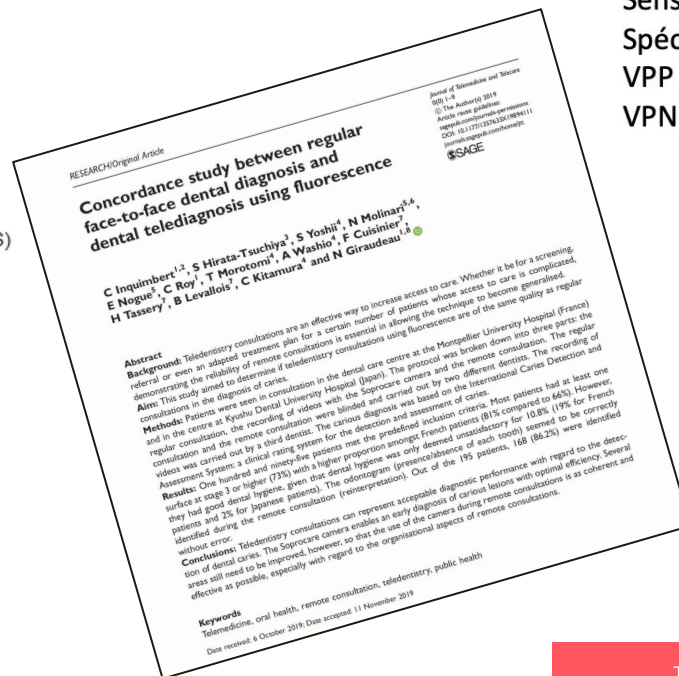 Sens
Spéc
VPP
VPN
S)
RESEARCH/Original Article
Journal of Telemedicine and Telecare
0(0) 1–9
© The Author(s) 2019
Article reuse guidelines:
sagepub.com/journals-permissions
DOI: 10.1177/1357633X19894111
journals.sagepub.com/home/jtt
SAGE
Concordance study between regular
face-to-face dental diagnosis and
dental telediagnosis using fluorescence
C Inquimbert1,2, S Hirata-Tsuchiya3, S Yoshii4, N Molinari5,6,
E Nogue5, C Roy1, T Morotomi4, A Washio4, F Cuisinier7,
H Tassery7, B Levallois7, C Kitamura4 and N Giraudeau1,8
Abstract
Background: Teledentistry consultations are an effective way to increase access to care. Whether it be for a screening,
referral or even an adapted treatment plan for a certain number of patients whose access to care is complicated,
demonstrating the reliability of remote consultations is essential in allowing the technique to become generalised.
Aim: This study aimed to determine if teledentistry consultations using fluorescence are of the same quality as regular
consultations in the diagnosis of caries.
Methods: Patients were seen in consultation in the dental care centre at the Montpellier University Hospital (France)
and in the centre at Kyushu Dental University Hospital (Japan). The protocol was broken down into three parts: the
regular consultation, the recording of videos with the Soprocare camera and the remote consultation. The regular
consultation and the remote consultation were blinded and carried out by two different dentists. The recording of
videos was carried out by a third dentist. The carious diagnosis was based on the International Caries Detection and
Assessment System: a clinical rating system for the detection and assessment of caries.
Results: One hundred and ninety-five patients met the predefined inclusion criteria. Most patients had at least one
surface at stage 3 or higher (73%) with a higher proportion amongst French patients (81% compared to 66%). However,
they had good dental hygiene, given that dental hygiene was only deemed unsatisfactory for 10.8% (19% for French
patients and 2% for Japanese patients). The odontogram (presence/absence of each tooth) seemed to be correctly
identified during the remote consultation (reinterpretation). Out of the 195 patients, 168 (86.2%) were identified
without error.
Conclusions: Teledentistry consultations can represent acceptable diagnostic performance with regard to the detec-
tion of dental caries. The Soprocare camera enables an early diagnosis of carious lesions with optimal efficiency. Several
areas still need to be improved, however, so that the use of the camera during remote consultations is as coherent and
effective as possible, especially with regard to the organisational aspects of remote consultations.
Keywords
Telemedicine, oral health, remote consultation, teledentistry, public health
Date received: 6 October 2019; Date accepted: 11 November 2019